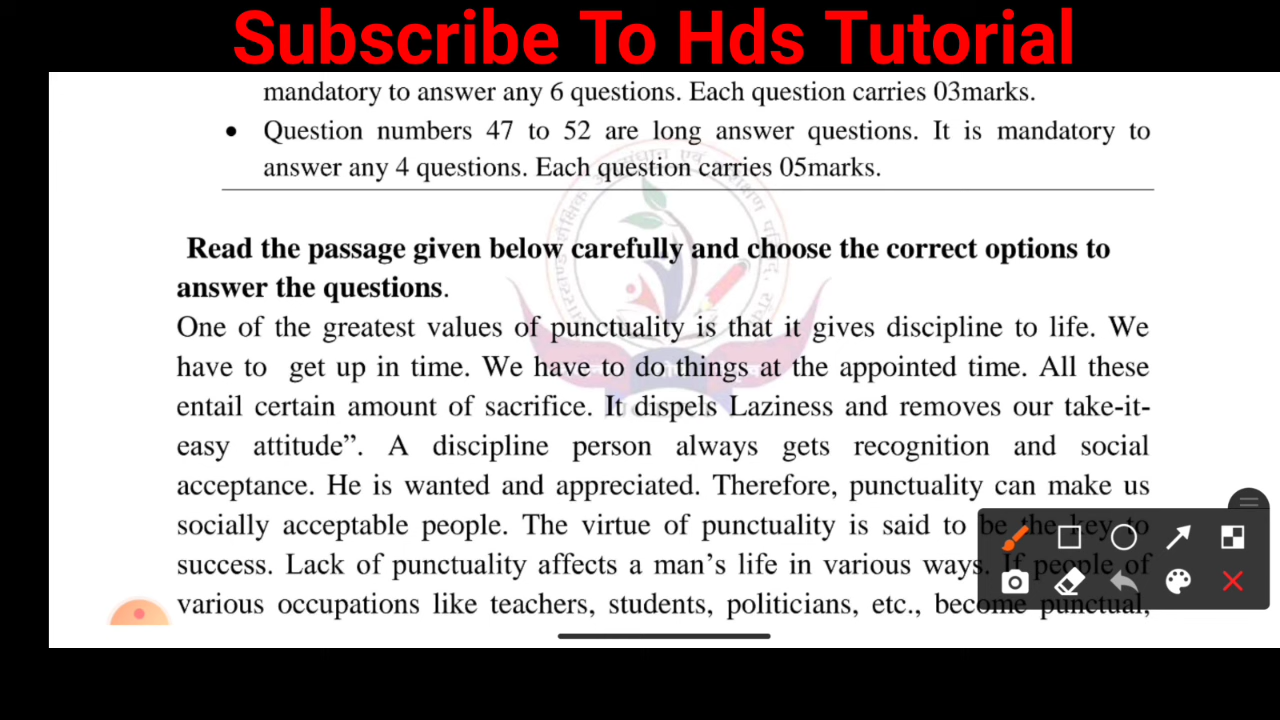 Subscribe To Hds Tutorial
mandatory to answer any 6 questions. Each question carries 03marks.
• Question numbers 47 to 52 are long answer questions. It is mandatory to
answer any 4 questions. Each question carries 05marks.
Read the passage given below carefully and choose the correct options to
answer the questions.
One of the greatest values of punctuality is that it gives discipline to life. We
have to get up in time. We have to do things at the appointed time. All these
entail certain amount of sacrifice. It dispels Laziness and removes our take-it-
easy attitude”. A discipline person always gets recognition and social
acceptance. He is wanted and appreciated. Therefore, punctuality can make us
socially acceptable people. The virtue of punctuality is said to be the key to
success. Lack of punctuality affects a man’s life in various ways. If people of
various occupations like teachers, students, politicians, etc., become punctual,